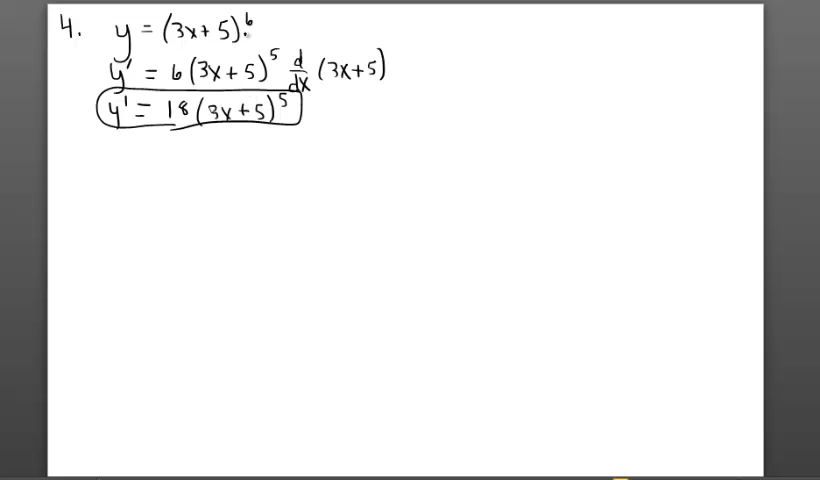 4. y = (3x + 5)^6
y' = 6(3x + 5)^5 d/dx (3x + 5)
y' = 18(3x + 5)^5